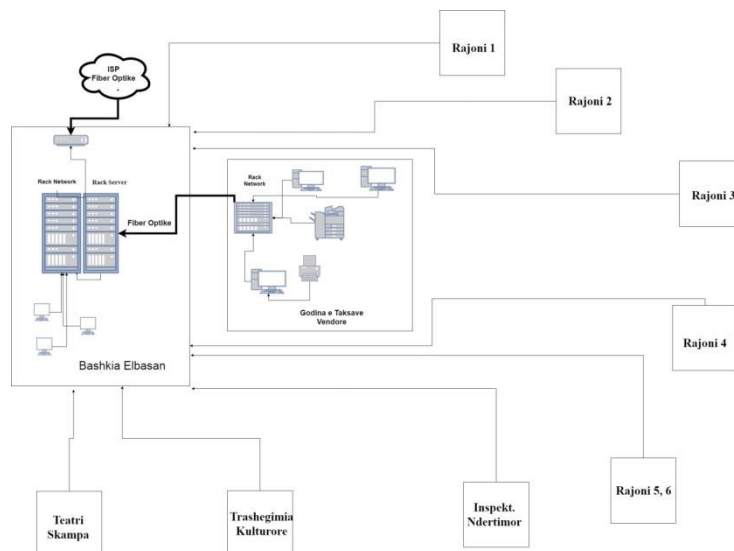 ISP
Fiber Optike
Rajoni 1
Rajoni 2
Rajoni 3
Rack Network
Rack Server
Rack
Network
Fiber Optike
Godina e Taksave
Vendore
Bashkia Elbasan
Rajoni 4
Rajoni 5, 6
Teatri
Skampa
Trashegimia
Kulturore
Inspekt.
Ndertimor